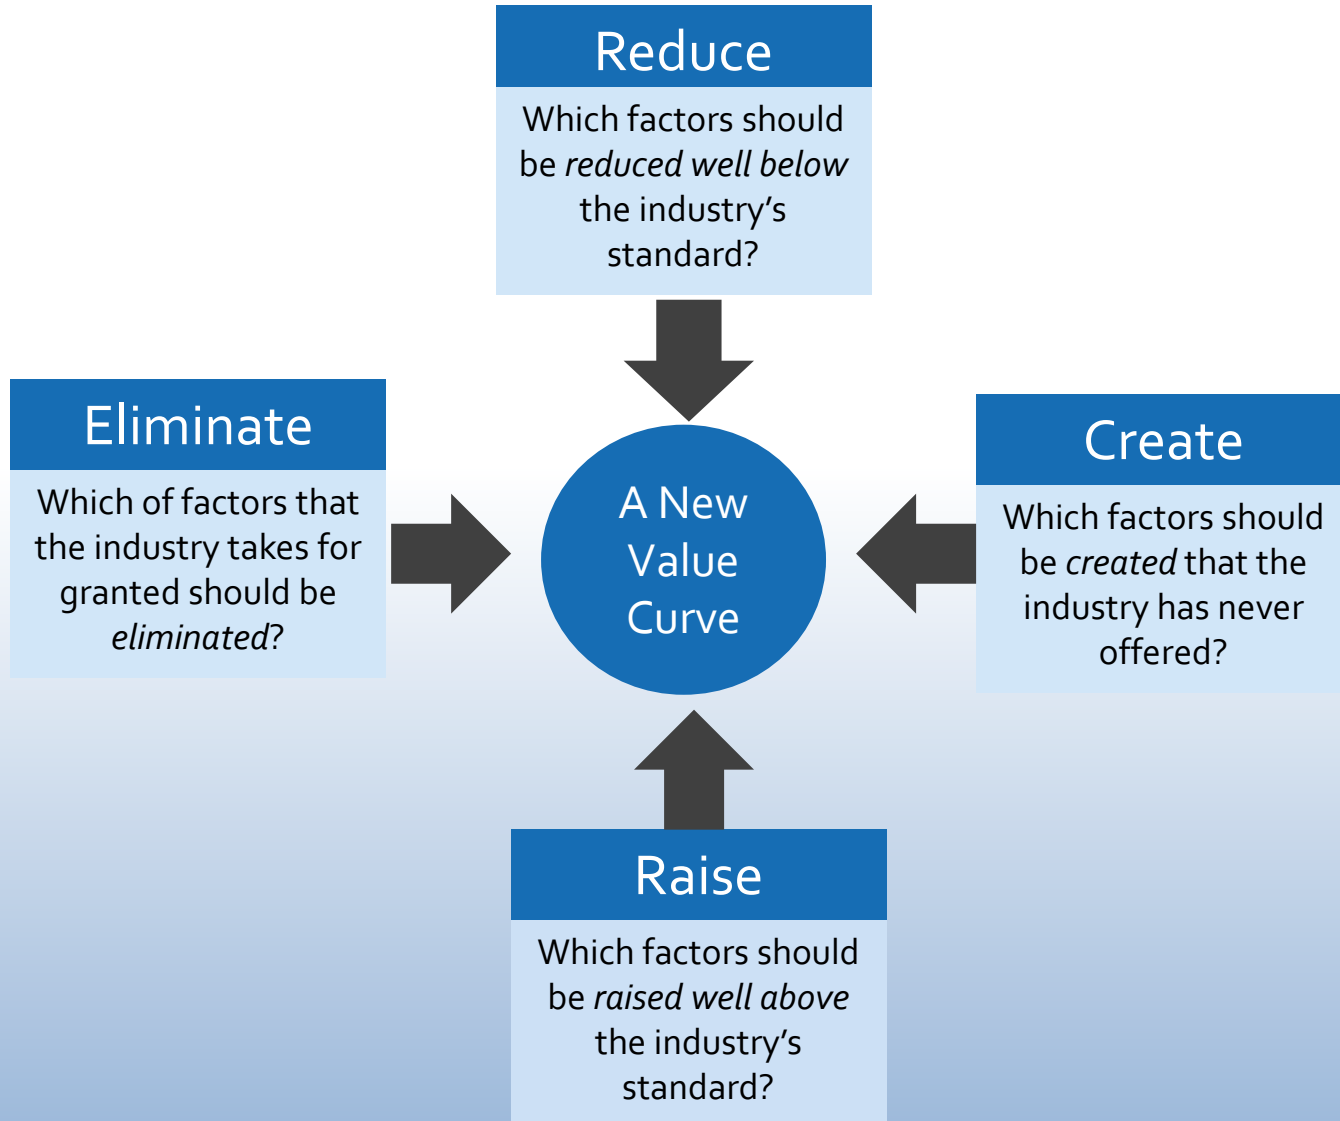 Reduce
Which factors should
be reduced well below
the industry’s
standard?
Eliminate
Which of factors that
the industry takes for
granted should be
eliminated?
A New
Value
Curve
Create
Which factors should
be created that the
industry has never
offered?
Raise
Which factors should
be raised well above
the industry’s
standard?